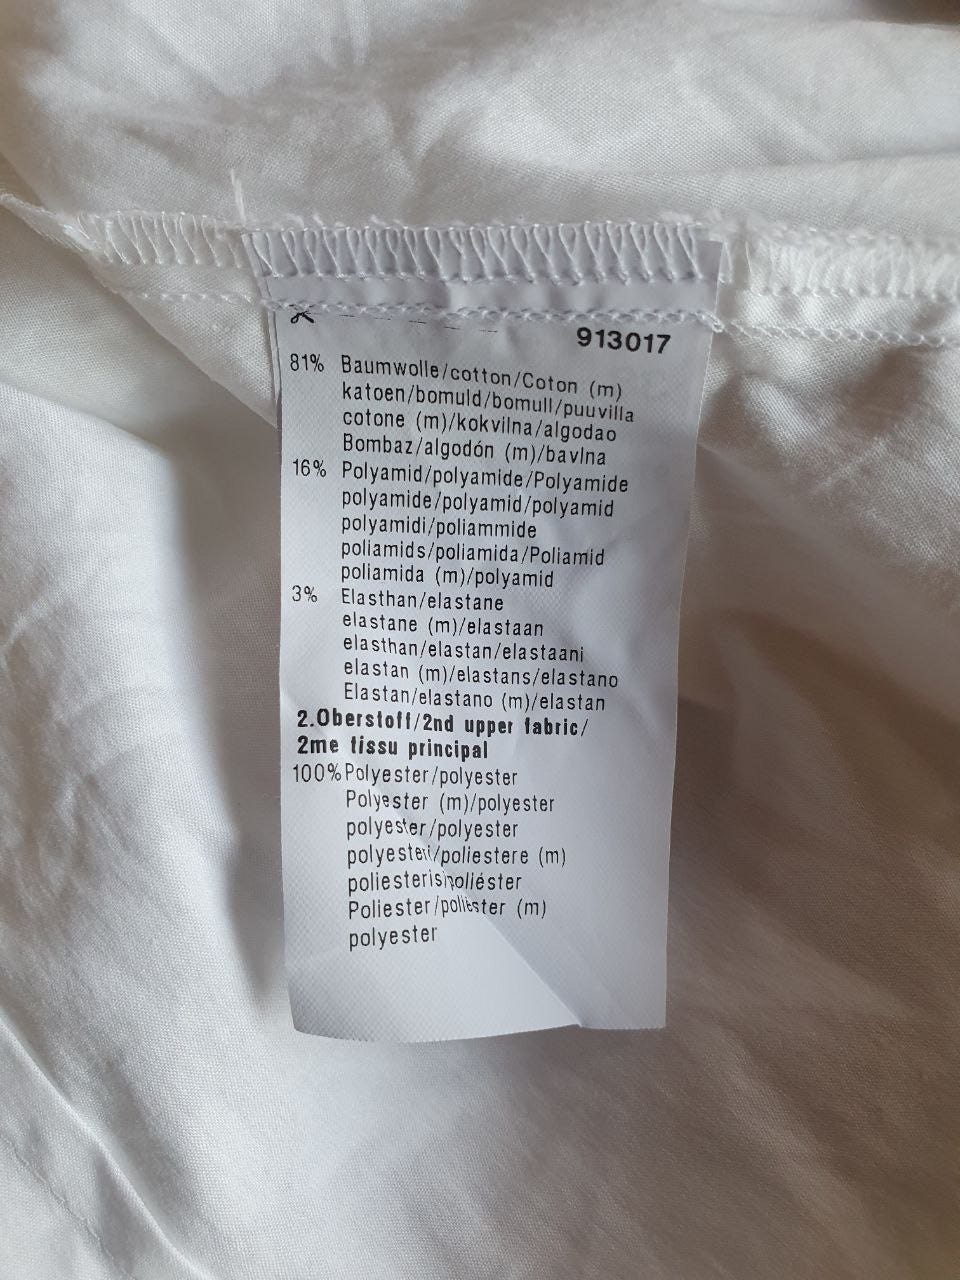 913017
81% Baumwolle/cotton/Coton (m)
katoen/bomuld/bomull/puuvilla
cotone (m)/kokvilna/algodao
Bombaz/algodón (m)/bavlna
16% Polyamid/polyamide/Polyamide
polyamide/polyamid/polyamid
polyamidi/poliammide
poliamids/poliamida/Poliamid
poliamida (m)/polyamid
3% Elasthan/elastane
elastane (m)/elastaan
elasthan/elastan/elastaani
elastan (m)/elastans/elastano
Elastan/elastano (m)/elastan
2.Oberstoff/2nd upper fabric/
2me tissu principal
100% Polyester/polyester
Polyester (m)/polyester
polyester/polyester
polyesteri/poliestere (m)
poliesteris/poliéster
Poliester/poliéster (m)
polyester